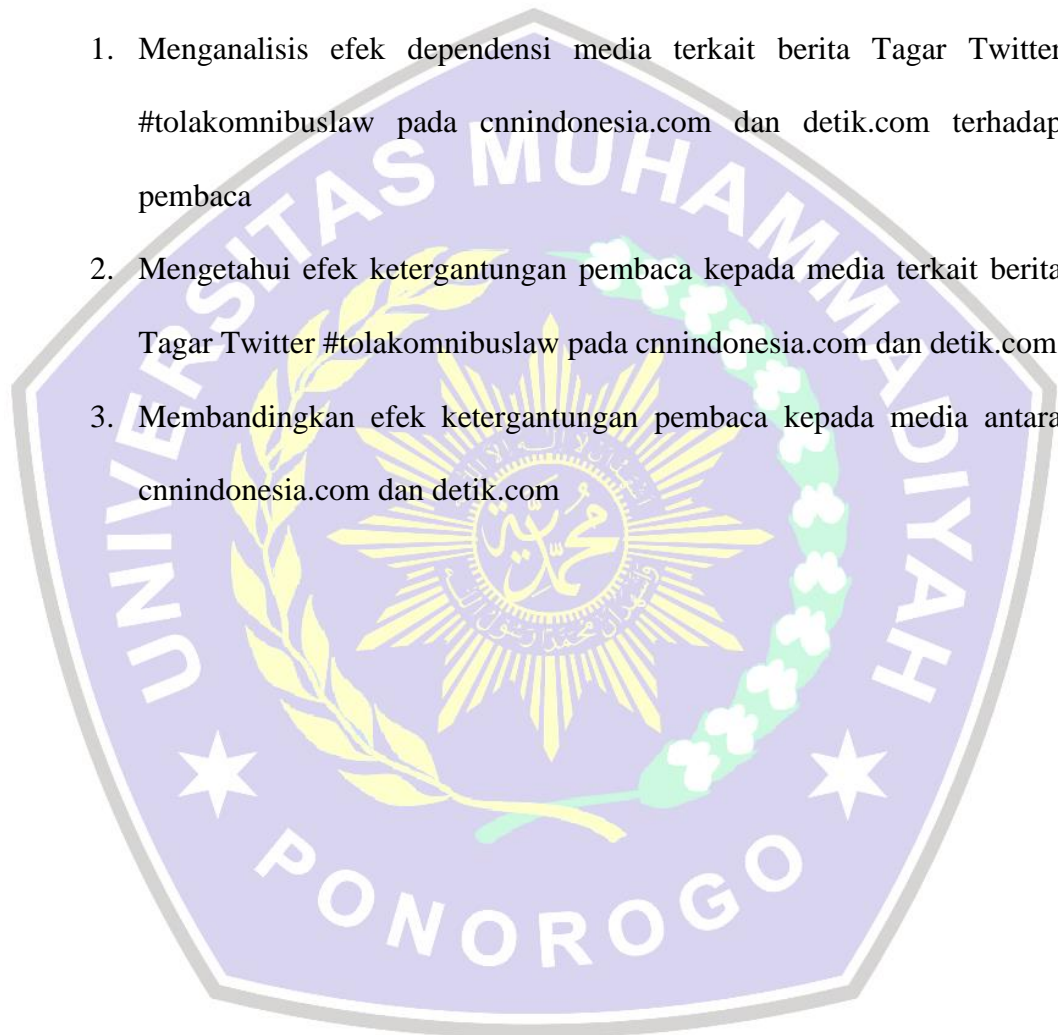 1. Menganalisis efek dependensi media terkait berita Tagar Twitter
#tolakomnibuslaw pada cnnindonesia.com dan detik.com terhadap
pembaca
2. Mengetahui efek ketergantungan pembaca kepada media terkait berita
Tagar Twitter #tolakomnibuslaw pada cnnindonesia.com dan detik.com
3. Membandingkan efek ketergantungan pembaca kepada media antara
cnnindonesia.com dan detik.com
UNIVERSITAS MUHAMMADIYAH
PONOROGO